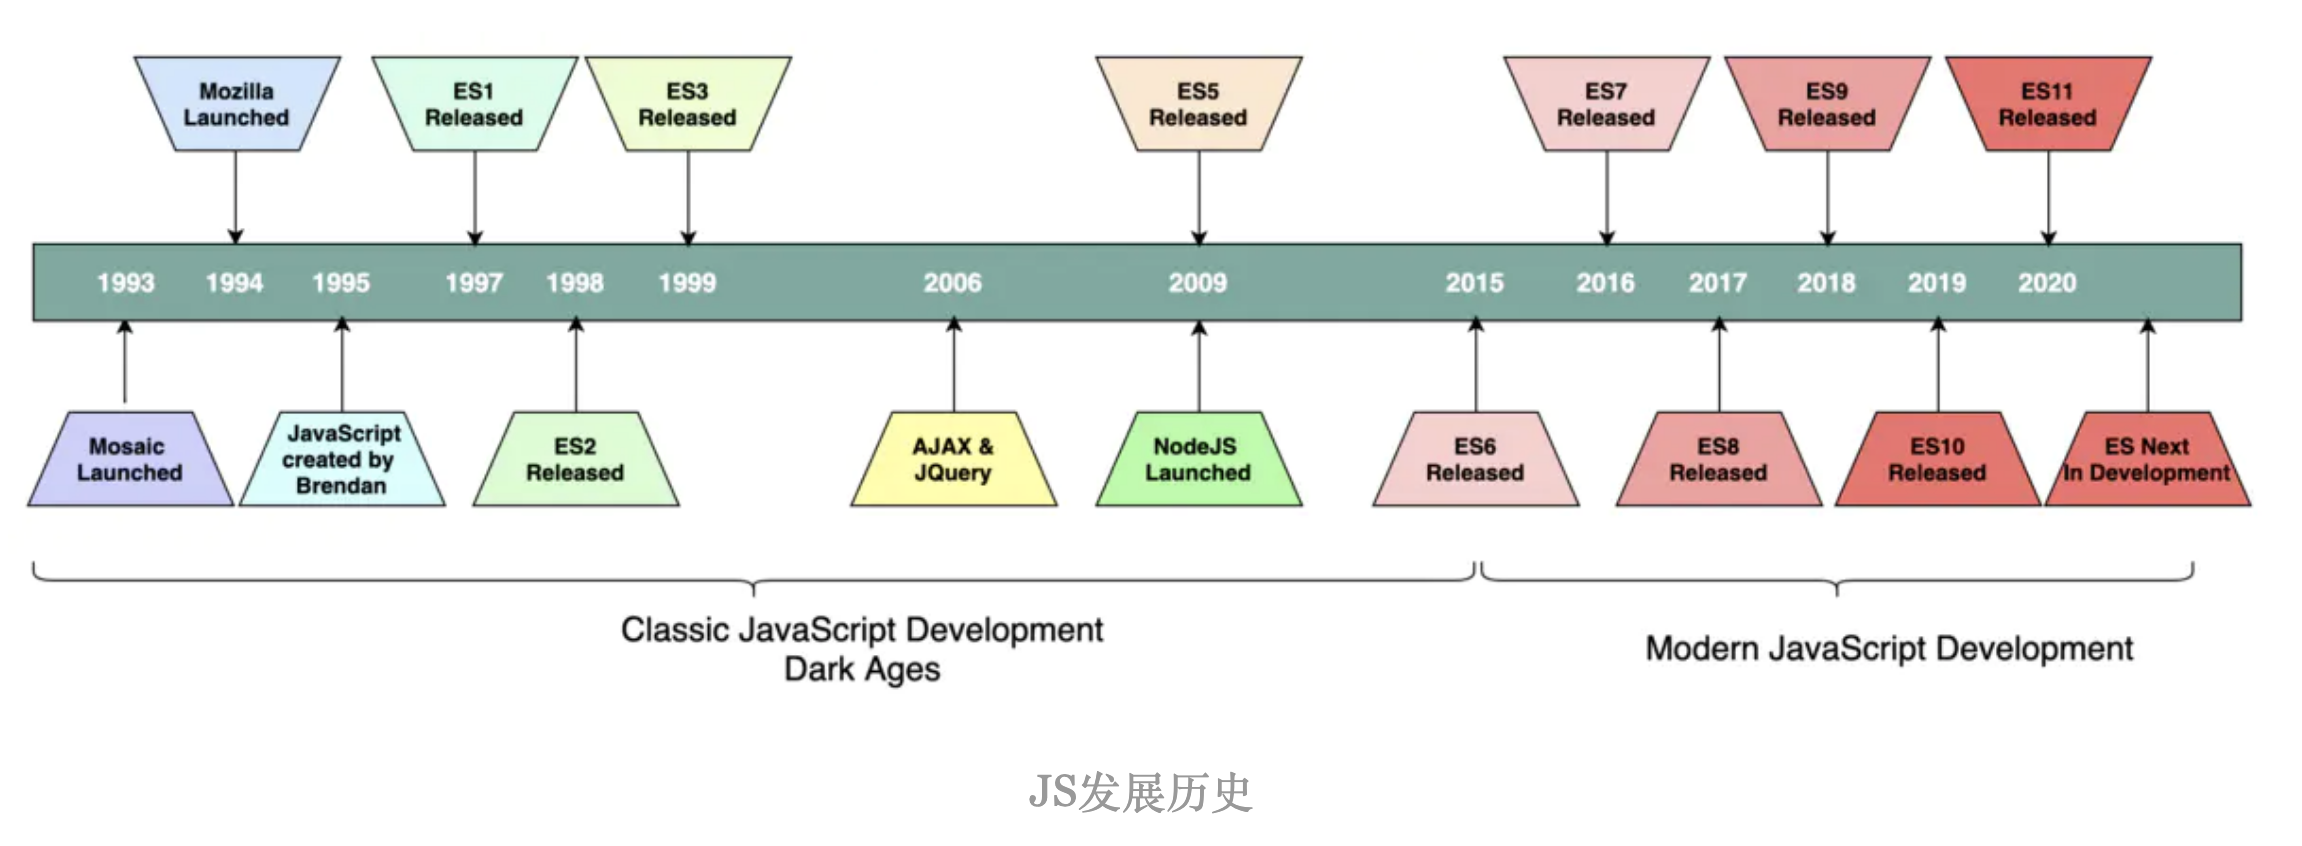 Mozilla
Launched
ES1
Released
ES3
Released
ES5
Released
ES7
Released
ES9
Released
ES11
Released
1993 1994 1995 1997 1998 1999 2006 2009 2015 2016 2017 2018 2019 2020
Mosaic
Launched
JavaScript
created by
Brendan
ES2
Released
AJAX &
JQuery
NodeJS
Launched
ES6
Released
ES8
Released
ES10
Released
ES Next
In Development
Classic JavaScript Development
Dark Ages
Modern JavaScript Development
JS发展历史